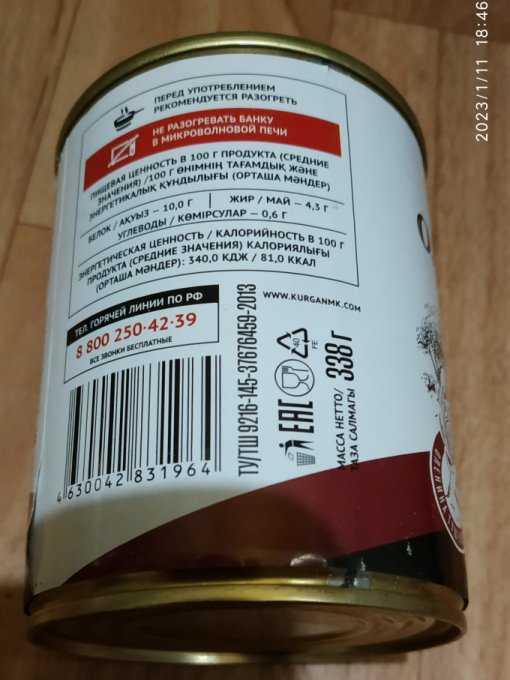 2023/1/11 18:46
ПЕРЕД УПОТРЕБЛЕНИЕМ
РЕКОМЕНДУЕТСЯ РАЗОГРЕТЬ
НЕ РАЗОГРЕВАТЬ БАНКУ
В МИКРОВОЛНОВОЙ ПЕЧИ
ПИЩЕВАЯ ЦЕННОСТЬ В 100 Г ПРОДУКТА (СРЕДНИЕ
ЗНАЧЕНИЯ) /100 Г ӨНІМНІҢ ТАҒАМДЫҚ ЖӘНЕ
ЭНЕРГЕТИКАЛЫҚ ҚҰНДЫЛЫҒЫ (ОРТАША МӘНДЕР)
БЕЛОК / АҚУЫЗ – 10,0 Г
ЖИР / МАЙ – 4,3 Г
УГЛЕВОДЫ / КӨМІРСУЛАР – 0,6 Г
ЭНЕРГЕТИЧЕСКАЯ ЦЕННОСТЬ / КАЛОРИЙНОСТЬ В 100 Г
ПРОДУКТА (СРЕДНИЕ ЗНАЧЕНИЯ) КАЛОРИЯЛЫҒЫ
(ОРТАША МӘНДЕР): 340,0 КДЖ / 81,0 ККАЛ
ТЕЛ. ГОРЯЧЕЙ ЛИНИИ ПО РФ
8 800 250-42-39
ВСЕ ЗВОНКИ БЕСПЛАТНЫЕ
WWW.KURGANMK.COM
4 630042 831964
ТУ/ТШ 9216-145-37676459-2013
EAC
40
FE
МАССА НЕТТО/
ТАЗА САЛМАҒЫ
338 Г